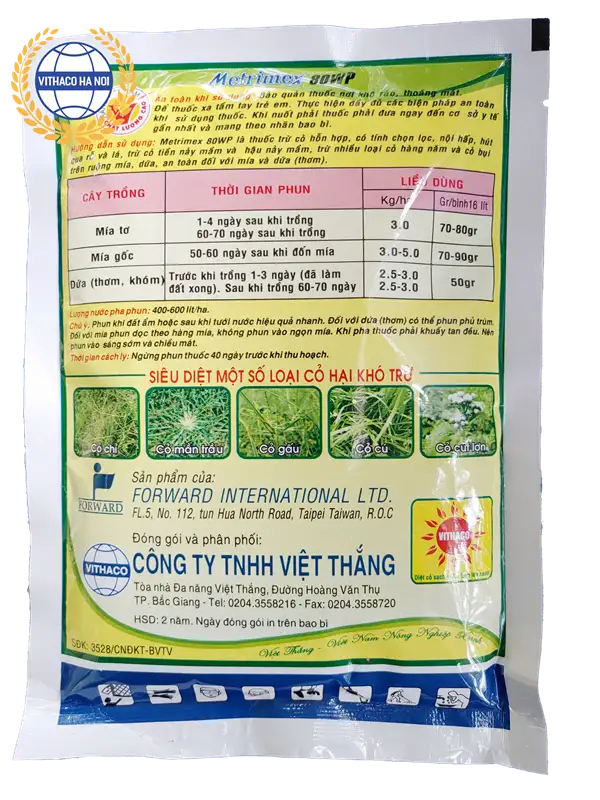 VITHACO HA NOI
Metrimex 80WP
An toàn khi sử dụng: Bảo quản thuốc nơi khô ráo, thoáng mát.
Để thuốc xa tầm tay trẻ em. Thực hiện đầy đủ các biện pháp an toàn
khi sử dụng thuốc. Khi nuốt phải thuốc phải đưa ngay đến cơ sở y tế
gần nhất và mang theo nhãn bao bì.
Hướng dẫn sử dụng: Metrimex 80WP là thuốc trừ cỏ hỗn hợp, có tính chọn lọc, nội hấp, hút
qua rễ và lá, trừ cỏ tiền nảy mầm và hậu nảy mầm, trừ nhiều loại cỏ hàng năm và cỏ bụi
trên ruộng mía, dứa, an toàn đối với mía và dứa (thơm).
CÂY TRỒNG THỜI GIAN PHUN LIỀU DÙNG
Kg/ha Gr/bình16 lít
Mía tơ 1-4 ngày sau khi trồng 3.0 70-80gr
60-70 ngày sau khi trồng
Mía gốc 50-60 ngày sau khi đốn mía 3.0-5.0 70-90gr
Dứa (thơm, khóm) Trước khi trồng 1-3 ngày (đã làm 2.5-3.0 50gr
đất xong). Sau khi trồng 60-70 ngày 2.5-3.0
Lượng nước pha phun: 400-600 lít/ha.
Chú ý: Phun khi đất ẩm hoặc sau khi tưới nước hiệu quả nhanh. Đối với dứa (thơm) có thể phun phủ trùm.
Đối với mía phun dọc theo hàng mía, không phun vào ngọn mía. Khi pha thuốc phải khuấy tan đều. Nên
phun vào sáng sớm và chiều mát.
Thời gian cách ly: Ngừng phun thuốc 40 ngày trước khi thu hoạch.
SIÊU DIỆT MỘT SỐ LOẠI CỎ HẠI KHÓ TRỪ
Cỏ chỉ Cỏ mần trầu Cỏ gấu Cỏ cú Cỏ cứt lợn
Sản phẩm của:
FORWARD INTERNATIONAL LTD.
FORWARD
FL.5, No. 112, tun Hua North Road, Taipei Taiwan, R.O.C
Đóng gói và phân phối:
VITHACO
CÔNG TY TNHH VIỆT THẮNG
VITHACO
Tòa nhà Đa năng Việt Thắng, Đường Hoàng Văn Thụ
TP. Bắc Giang - Tel: 0204.3558216 - Fax: 0204.3558720
HSD: 2 năm. Ngày đóng gói in trên bao bì
SĐK: 3528/CNĐKT-BVTV
Việt Thắng - Việt Nam Nông Nghiệp Xanh